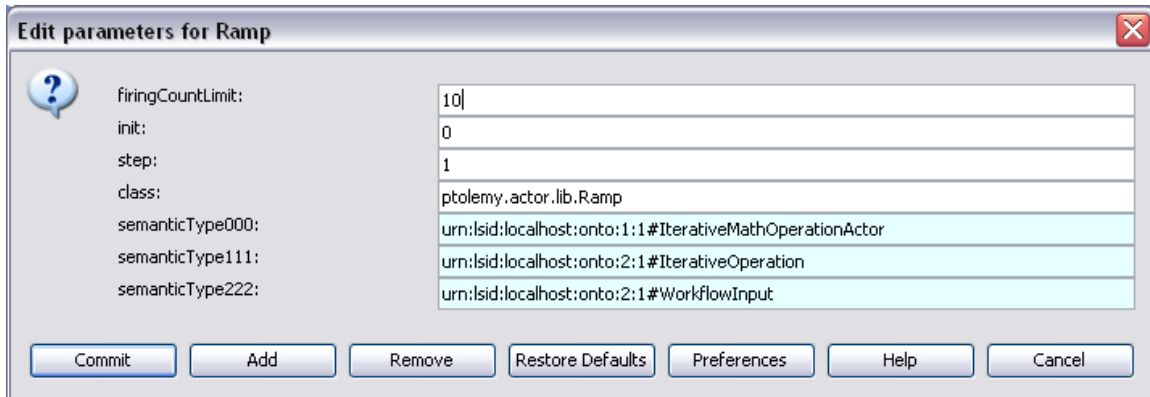 Edit parameters for Ramp
firingCountLimit: 10
init: 0
step: 1
class: ptolemy.actor.lib.Ramp
semanticType000: urn:lsid:localhost:onto:1:1#IterativeMathOperationActor
semanticType111: urn:lsid:localhost:onto:2:1#IterativeOperation
semanticType222: urn:lsid:localhost:onto:2:1#WorkflowInput
Commit Add Remove Restore Defaults Preferences Help Cancel